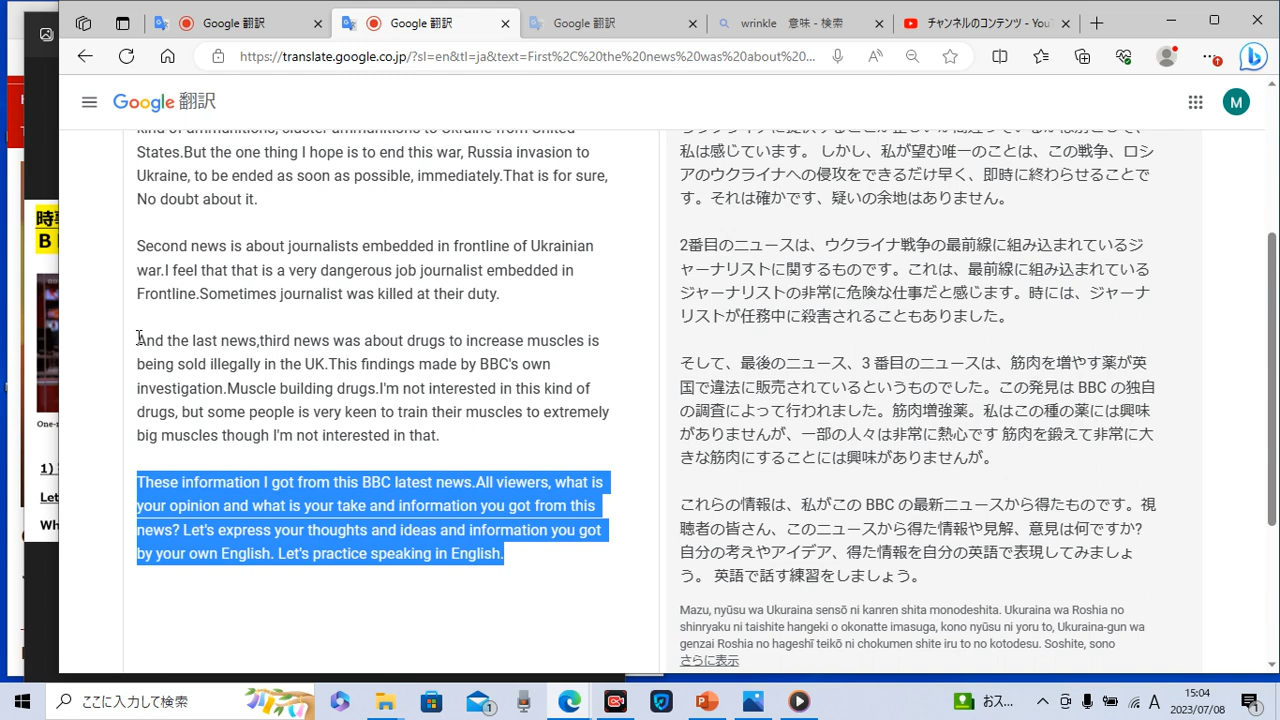 Google 翻訳
Google 翻訳
Google 翻訳
wrinkle 意味 - 検索
チャンネルのコンテンツ - You
https://translate.google.co.jp/?sl=en&tl=ja&text=First%2C%20the%20news%20was%20about%20...
Google 翻訳
M
kind of ammunitions, cluster ammunitions to Ukraine from United
States.But the one thing I hope is to end this war, Russia invasion to
Ukraine, to be ended as soon as possible, immediately.That is for sure,
No doubt about it.
Second news is about journalists embedded in frontline of Ukrainian
war.I feel that that is a very dangerous job journalist embedded in
Frontline.Sometimes journalist was killed at their duty.
And the last news,third news was about drugs to increase muscles is
being sold illegally in the UK.This findings made by BBC's own
investigation.Muscle building drugs.I'm not interested in this kind of
drugs, but some people is very keen to train their muscles to extremely
big muscles though I'm not interested in that.
These information I got from this BBC latest news.All viewers, what is
your opinion and what is your take and information you got from this
news? Let's express your thoughts and ideas and information you got
by your own English. Let's practice speaking in English.
私は感じています。 しかし、私が望む唯一のことは、この戦争、ロシ
アのウクライナへの侵攻をできるだけ早く、即時に終わらせることで
す。それは確かです、疑いの余地はありません。
2番目のニュースは、ウクライナ戦争の最前線に組み込まれているジ
ャーナリストに関するものです。これは、最前線に組み込まれている
ジャーナリストの非常に危険な仕事だと感じます。時には、ジャーナ
リストが任務中に殺害されることもありました。
そして、最後のニュース、3 番目のニュースは、筋肉を増やす薬が英
国で違法に販売されているというものでした。この発見は BBC の独自
の調査によって行われました。筋肉増強薬。私はこの種の薬には興味
がありませんが、一部の人々は非常に熱心です 筋肉を鍛えて非常に大
きな筋肉にすることには興味がありませんが。
これらの情報は、私がこの BBC の最新ニュースから得たものです。視
聴者の皆さん、このニュースから得た情報や見解、意見は何ですか?
自分の考えやアイデア、得た情報を自分の英語で表現してみましょ
う。 英語で話す練習をしましょう。
Mazu, nyūsu wa Ukuraina sensō ni kanren shita monodeshita. Ukuraina wa Roshia no
shinryaku ni taishite hangeki o okonatte imasuga, kono nyūsu ni yoru to, Ukuraina-gun wa
genzai Roshia no hageshī teikō ni chokumen shite iru to no kotodesu. Soshite, sono
さらに表示
時
B
One-
1)
Let
Wh
ここに入力して検索
1
おス...
A
15:04
2023/07/08
1